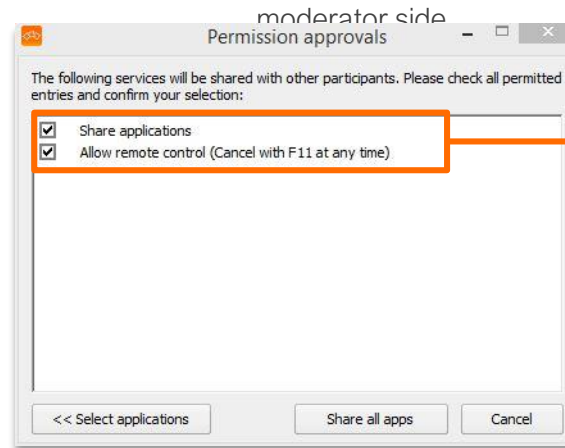 moderator side
Permission approvals
The following services will be shared with other participants. Please check all permitted
entries and confirm your selection:
Share applications
Allow remote control (Cancel with F11 at any time)
<< Select applications
Share all apps
Cancel